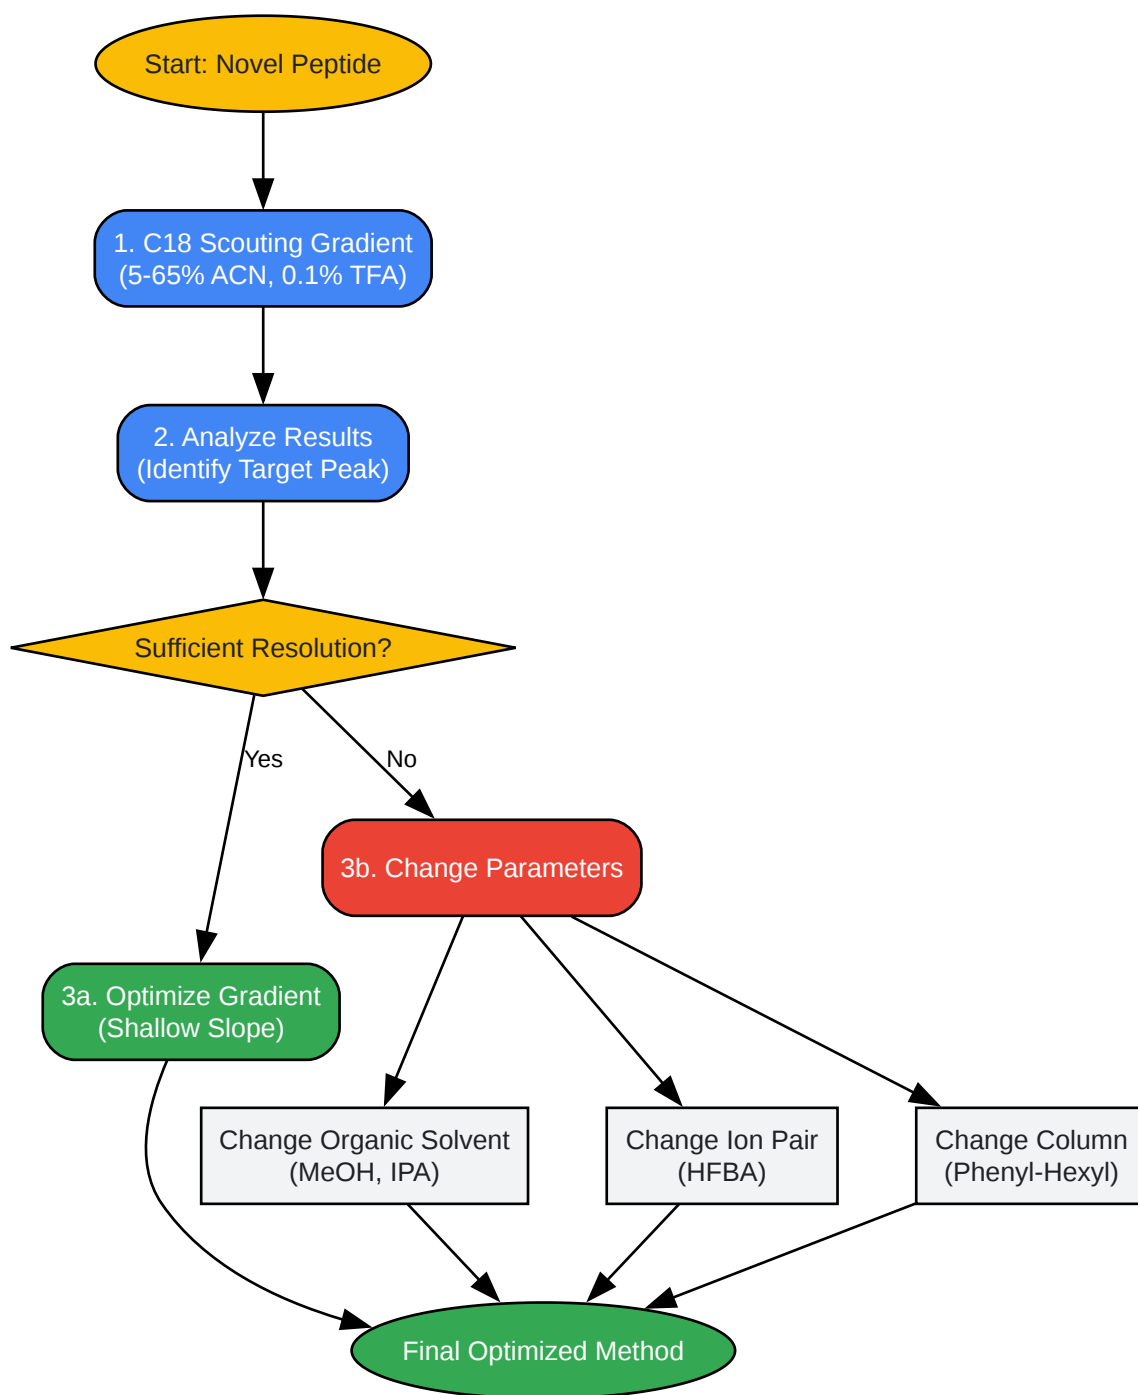 Start: Novel Peptide
1. C18 Scouting Gradient
(5-65% ACN, 0.1% TFA)
2. Analyze Results
(Identify Target Peak)
Sufficient Resolution?
Yes
No
3b. Change Parameters
3a. Optimize Gradient
(Shallow Slope)
Change Organic Solvent
(MeOH, IPA)
Change Ion Pair
(HFBA)
Change Column
(Phenyl-Hexyl)
Final Optimized Method